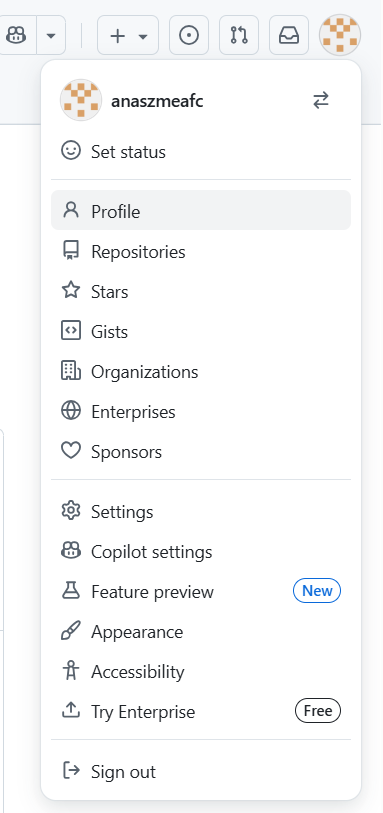 anaszmeafc
Set status
Profile
Repositories
Stars
Gists
Organizations
Enterprises
Sponsors
Settings
Copilot settings
Feature preview New
Appearance
Accessibility
Try Enterprise Free
Sign out